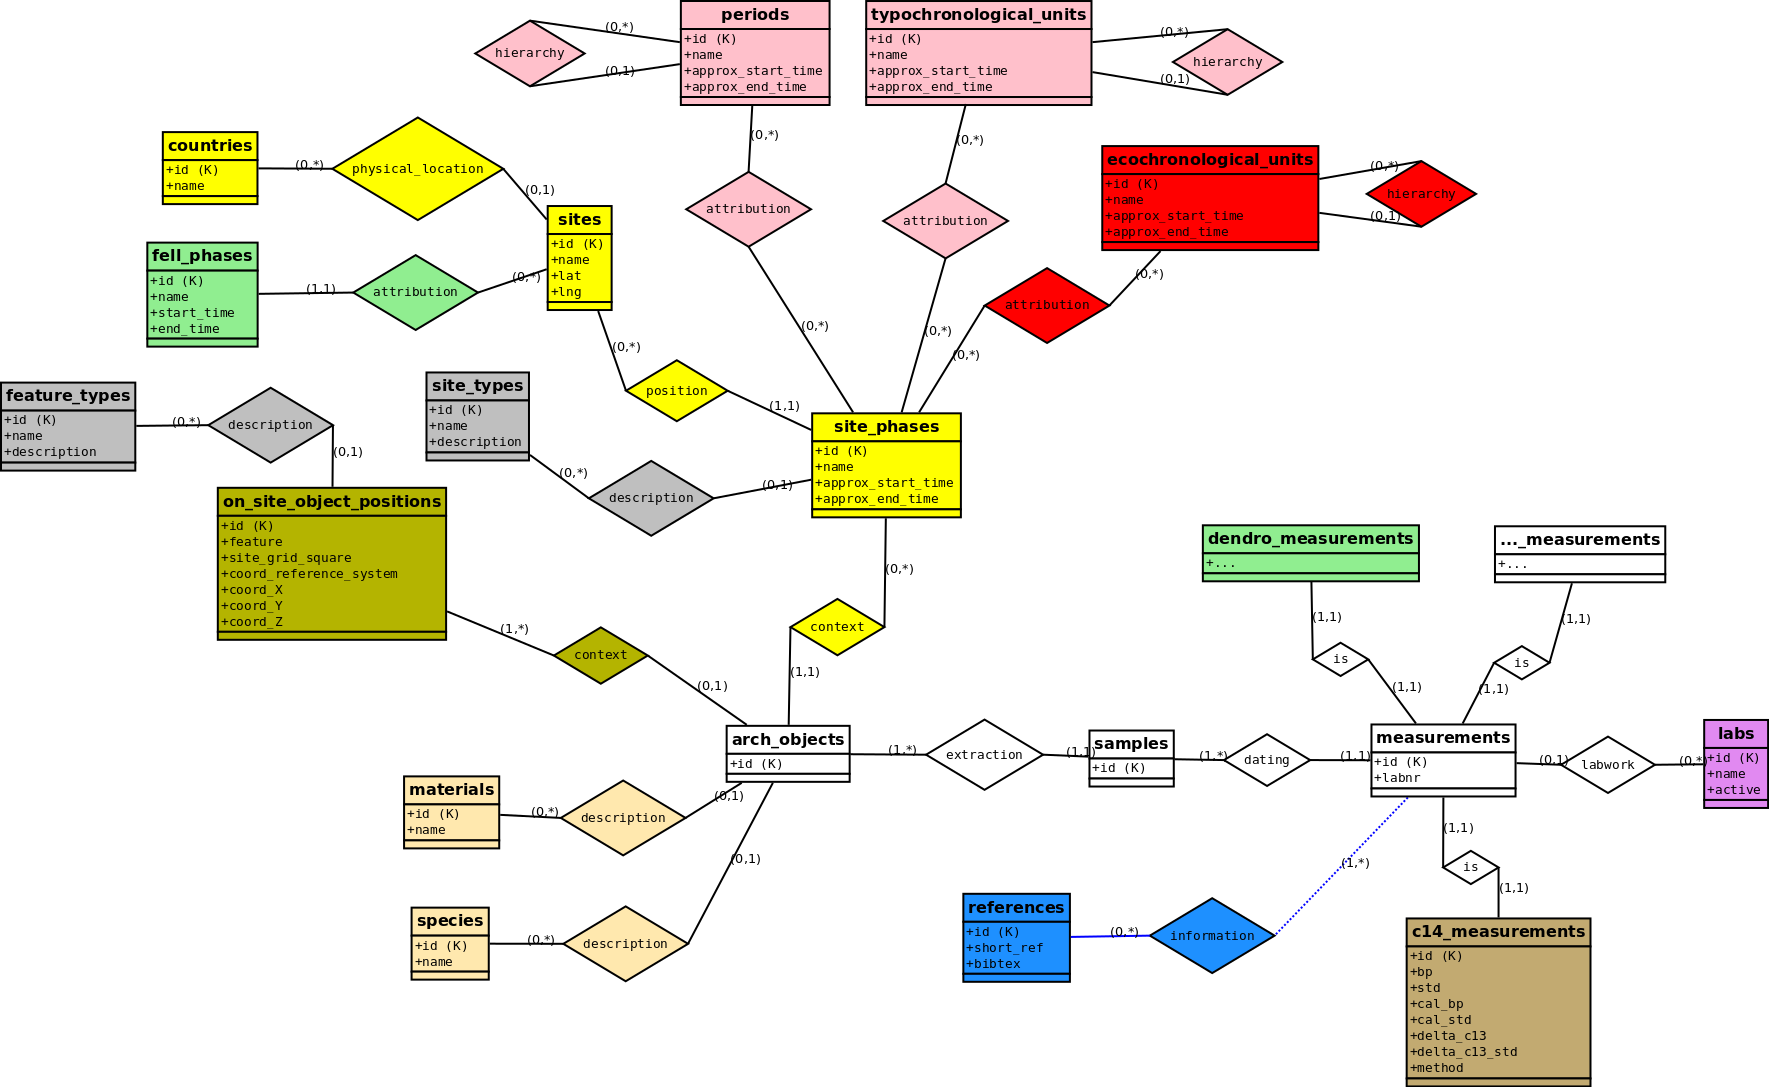 periods
+id (K)
+name
+approx_start_time
+approx_end_time
typochronological_units
+id (K)
+name
+approx_start_time
+approx_end_time
hierarchy
(0,*)
(0,1)
(0,*)
(0,1)
hierarchy
countries
+id (K)
+name
(0,*)
physical_location
(0,1)
(0,*)
attribution
(0,*)
attribution
ecochronological_units
+id (K)
+name
+approx_start_time
+approx_end_time
(0,*)
(0,1)
hierarchy
sites
+id (K)
+name
+lat
+lng
fell_phases
+id (K)
+name
+start_time
+end_time
(1,1)
attribution
(0,*)
(0,*)
attribution
(0,*)
(0,*)
(0,*)
(0,*)
position
(1,1)
feature_types
+id (K)
+name
+description
(0,*)
description
(0,1)
site_types
+id (K)
+name
+description
(0,*)
description
(0,1)
site_phases
+id (K)
+name
+approx_start_time
+approx_end_time
on_site_object_positions
+id (K)
+feature
+site_grid_square
+coord_reference_system
+coord_X
+coord_Y
+coord_Z
(1,*)
context
(0,1)
(0,*)
context
(1,1)
dendro_measurements
+...
..._measurements
+...
(1,1)
is
(1,1)
(1,1)
is
(1,1)
arch_objects
+id (K)
(1,*)
extraction
(1,1)
samples
+id (K)
(1,*)
dating
(1,1)
measurements
+id (K)
+labnr
(0,1)
labwork
(0,*)
labs
+id (K)
+name
+active
materials
+id (K)
+name
(0,*)
description
(0,1)
(0,1)
species
+id (K)
+name
(0,*)
description
(1,1)
is
(1,1)
(1,*)
references
+id (K)
+short_ref
+bibtex
(0,*)
information
c14_measurements
+id (K)
+bp
+std
+cal_bp
+cal_std
+delta_c13
+delta_c13_std
+method